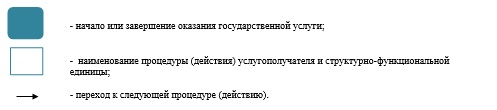 - начало или завершение оказания государственной услуги;
- наименование процедуры (действия) услугополучателя и структурно-функциональной
единицы;
- переход к следующей процедуре (действию).